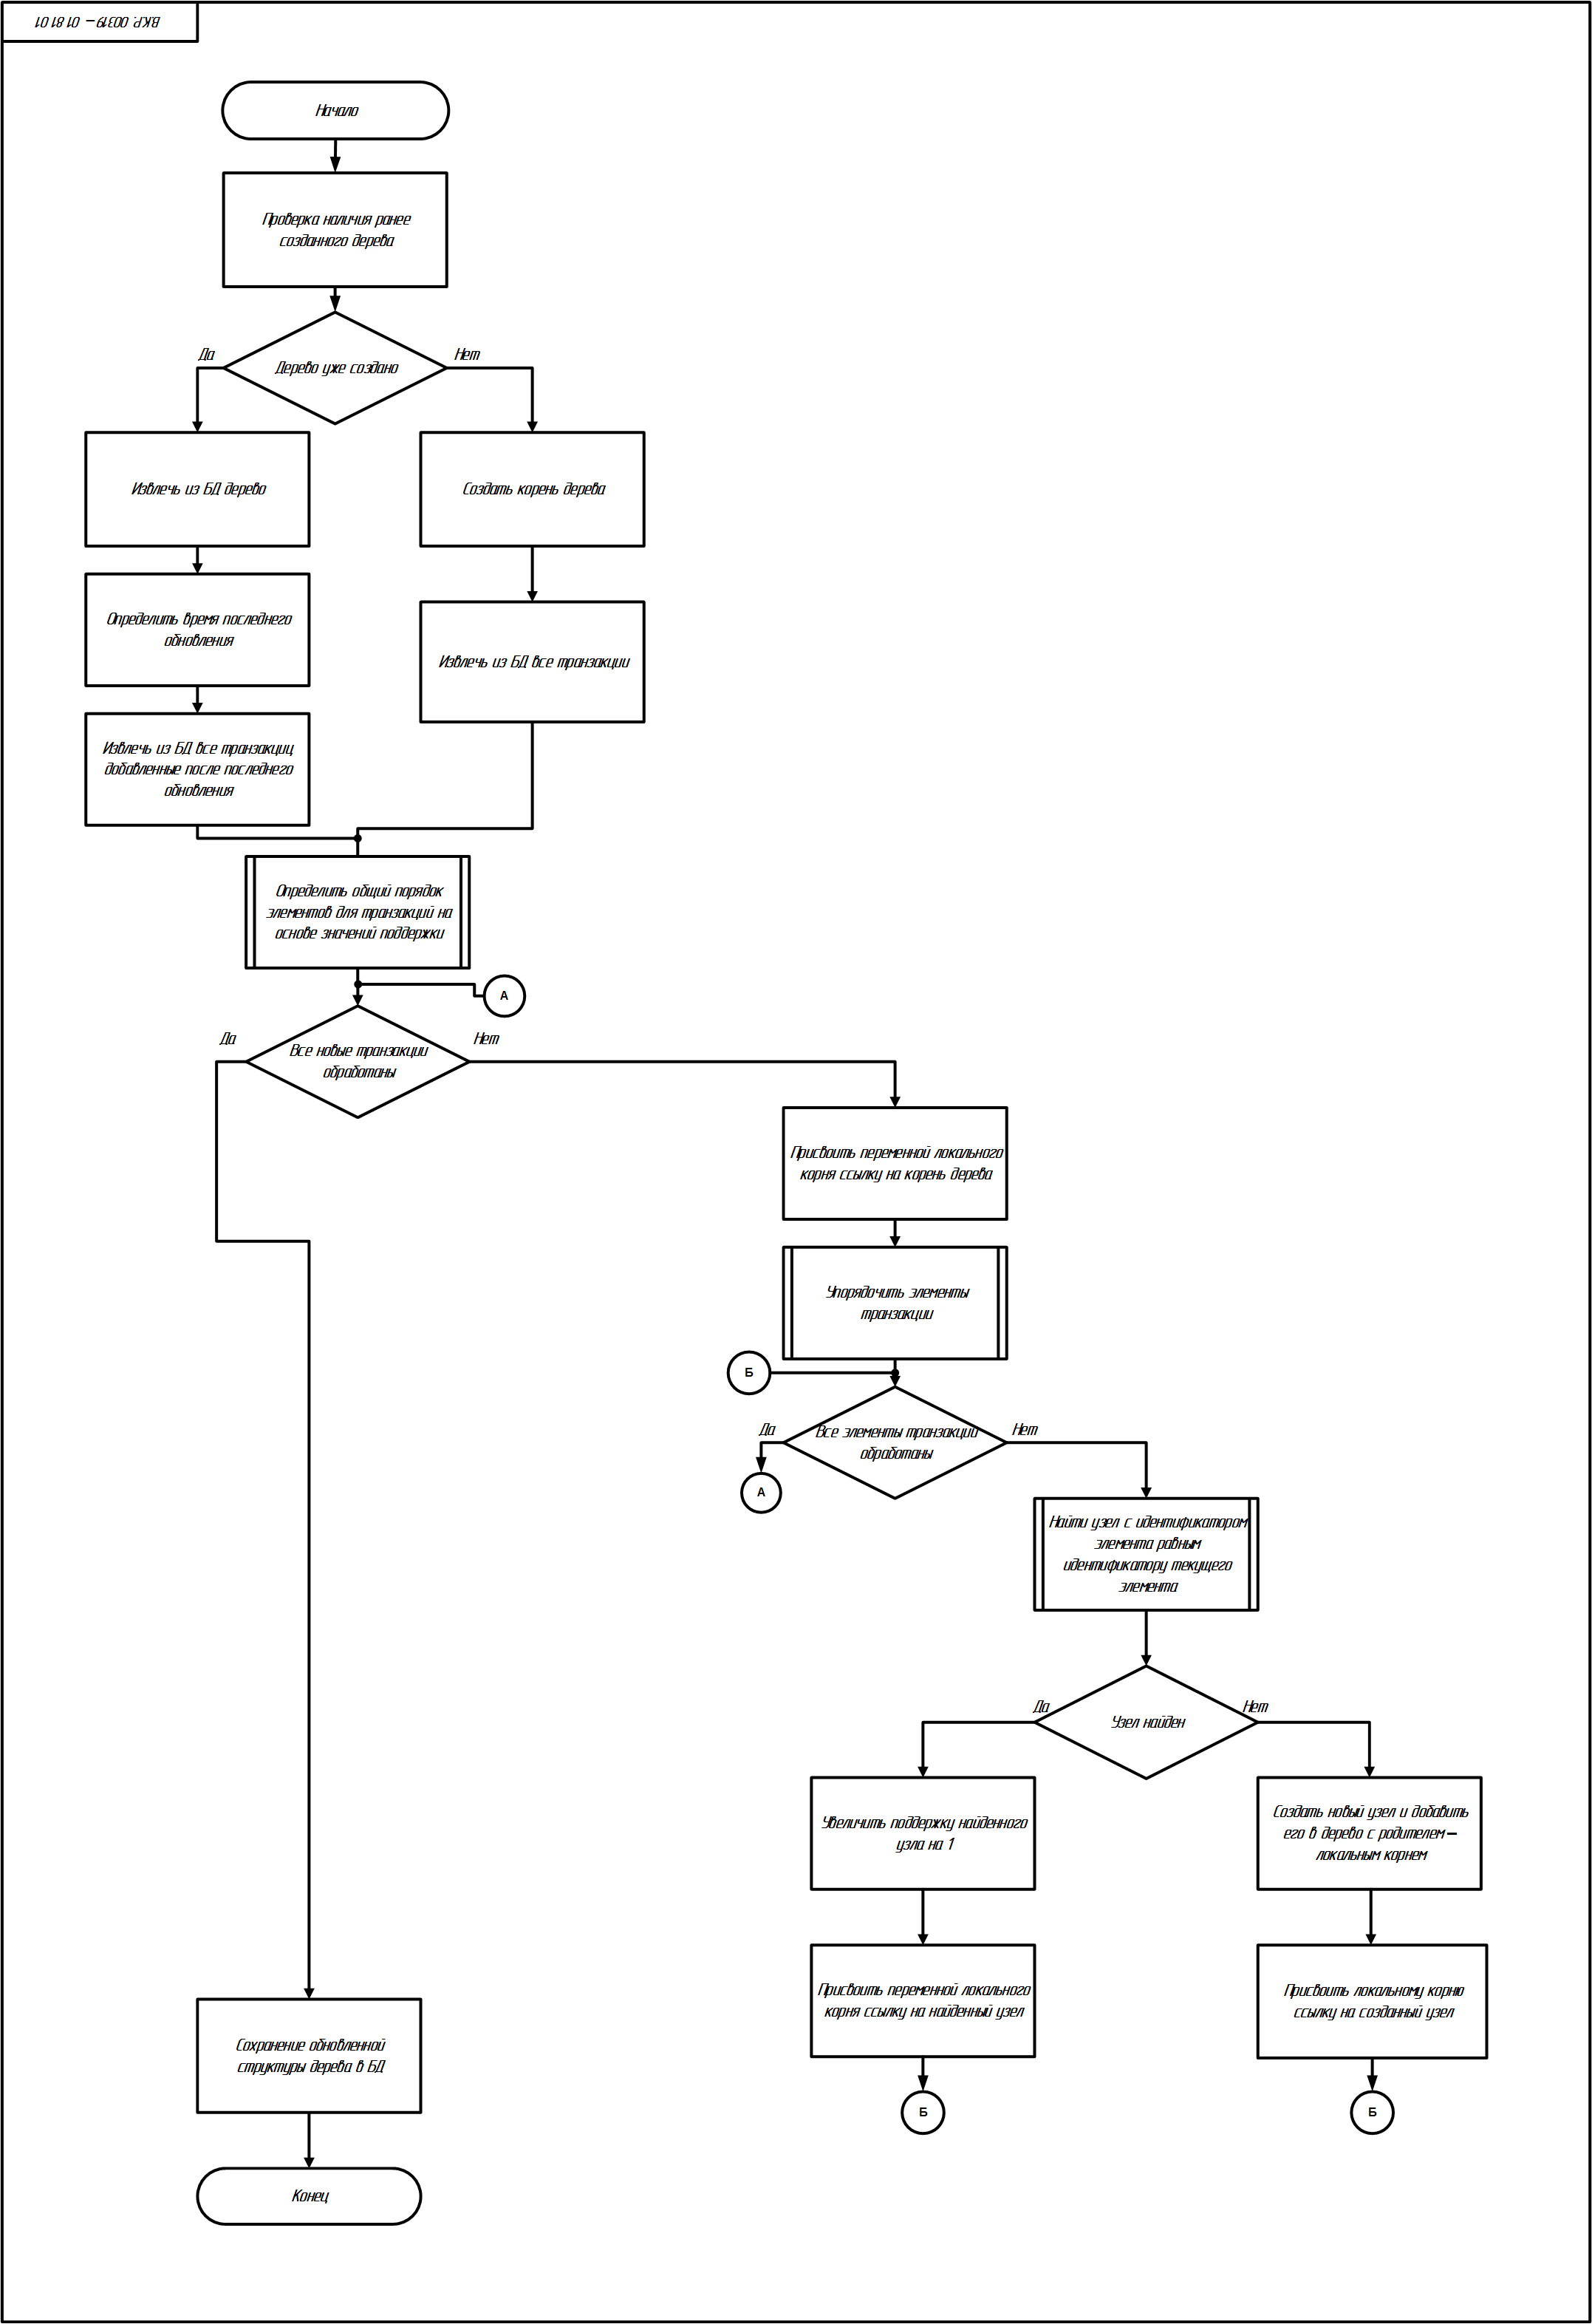 ВКР. 00319 – 01 81 01
Начало
Проверка наличия ранее
созданного дерева
Дерево уже создано
Да
Нет
Извлечь из БД дерево
Создать корень дерева
Определить время последнего
обновления
Извлечь из БД все транзакции
Извлечь из БД все транзакции,
добавленные после последнего
обновления
Определить общий порядок
элементов для транзакций на
основе значений поддержки
А
Все новые транзакции
обработаны
Да
Нет
Присвоить переменной локального
корня ссылку на корень дерева
Упорядочить элементы
транзакции
Б
Все элементы транзакций
обработаны
Да
Нет
А
Найти узел с идентификатором
элемента равным
идентификатору текущего
элемента
Узел найден
Да
Нет
Увеличить поддержку найденного
узла на 1
Создать новый узел и добавить
его в дерево с родителем –
локальным корнем
Присвоить переменной локального
корня ссылку на найденный узел
Присвоить локальному корню
ссылку на созданный узел
Б
Б
Сохранение обновленной
структуры дерева в БД
Конец